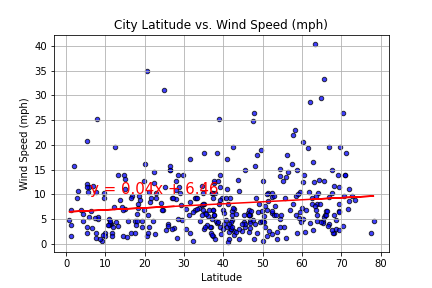 City Latitude vs. Wind Speed (mph)
40
35
30
25
20
15
10
5
0
Wind Speed (mph)
y = 0.04x + 6.46
0 10 20 30 40 50 60 70 80
Latitude